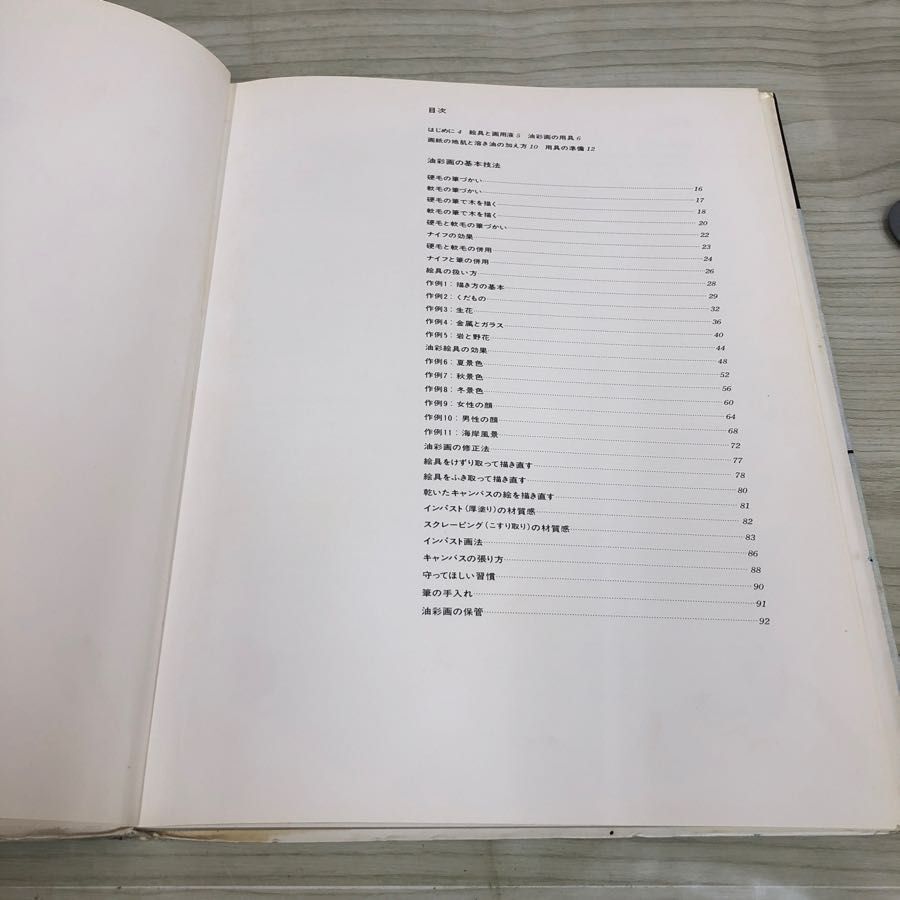 目次
はじめに 4 絵具と画用液 5 油彩画の用具 6
画紙の地肌と溶き油の加え方 10 用具の準備 12
油彩画の基本技法
硬毛の筆づかい 16
軟毛の筆づかい 17
硬毛の筆で木を描く 18
軟毛の筆で木を描く 20
硬毛と軟毛の筆づかい 22
ナイフの効果 23
硬毛と軟毛の併用 24
ナイフと筆の併用 26
絵具の扱い方 28
作例1：描き方の基本 29
作例2：くだもの 32
作例3：生花 36
作例4：金属とガラス 40
作例5：岩と野花 44
油彩絵具の効果 48
作例6：夏景色 52
作例7：秋景色 56
作例8：冬景色 60
作例9：女性の顔 64
作例10：男性の顔 68
作例11：海岸風景 72
油彩画の修正法 77
絵具をけずり取って描き直す 78
絵具をふき取って描き直す 80
乾いたキャンバスの絵を描き直す 81
インパスト（厚塗り）の材質感 82
スクレーピング（こすり取り）の材質感 83
インパスト画法 86
キャンバスの張り方 88
守ってほしい習慣 90
筆の手入れ 91
油彩画の保管 92